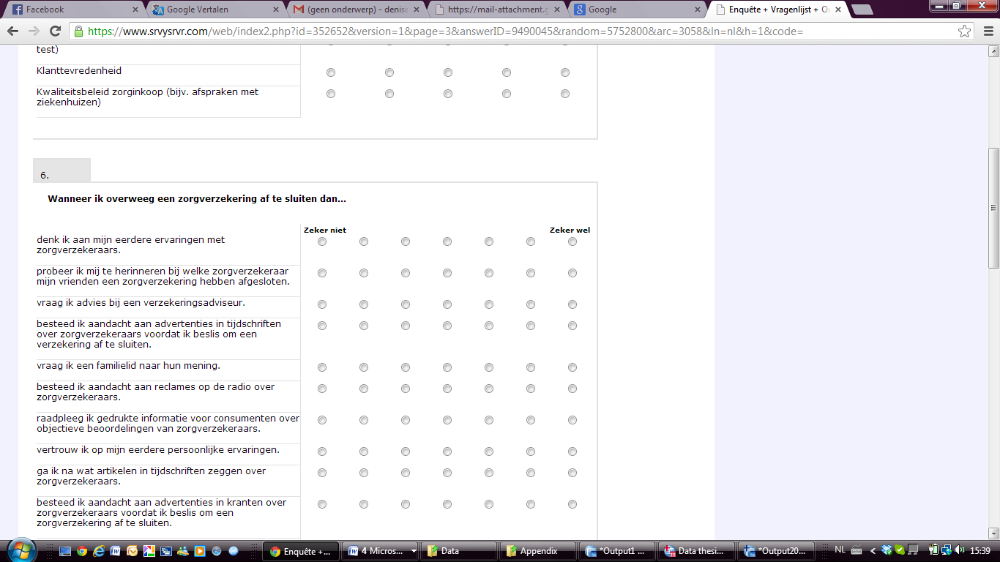 Facebook
Google Vertalen
(geen onderwerp) - denise
https://mail-attachment.g
Google
Enquête + Vragenlijst + O
https://www.srvysrvr.com/web/index2.php?id=352652&version=1&page=3&answerID=9490045&random=5752800&arc=3058&ln=nl&h=1&code=
test)
Klanttevredenheid
Kwaliteitsbeleid zorginkoop (bijv. afspraken met
ziekenhuizen)
6.
Wanneer ik overweeg een zorgverzekering af te sluiten dan...
Zeker niet
Zeker wel
denk ik aan mijn eerdere ervaringen met
zorgverzekeraars.
probeer ik mij te herinneren bij welke zorgverzekeraar
mijn vrienden een zorgverzekering hebben afgesloten.
vraag ik advies bij een verzekeringsadviseur.
besteed ik aandacht aan advertenties in tijdschriften
over zorgverzekeraars voordat ik beslis om een
verzekering af te sluiten.
vraag ik een familielid naar hun mening.
besteed ik aandacht aan reclames op de radio over
zorgverzekeraars.
raadpleeg ik gedrukte informatie voor consumenten over
objectieve beoordelingen van zorgverzekeraars.
vertrouw ik op mijn eerdere persoonlijke ervaringen.
ga ik na wat artikelen in tijdschriften zeggen over
zorgverzekeraars.
besteed ik aandacht aan advertenties in kranten over
zorgverzekeraars voordat ik beslis om een
zorgverzekering af te sluiten.
Enquête +...
4 Micros...
Data
Appendix
*Output1 ...
Data thesi...
*Output20...
NL
15:39